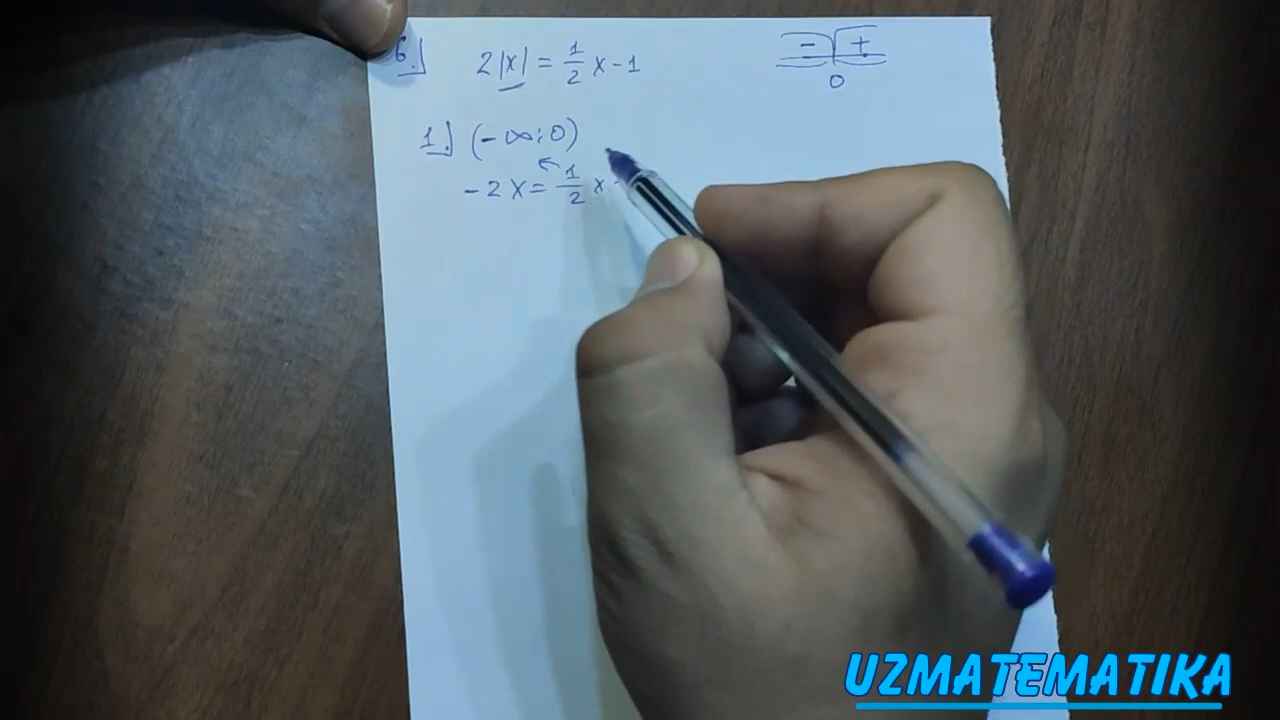 6.) 2|x| = 1/2 x - 1
- +
0
1.) (-∞; 0)
-2x = 1/2 x
UZMATEMATIKA